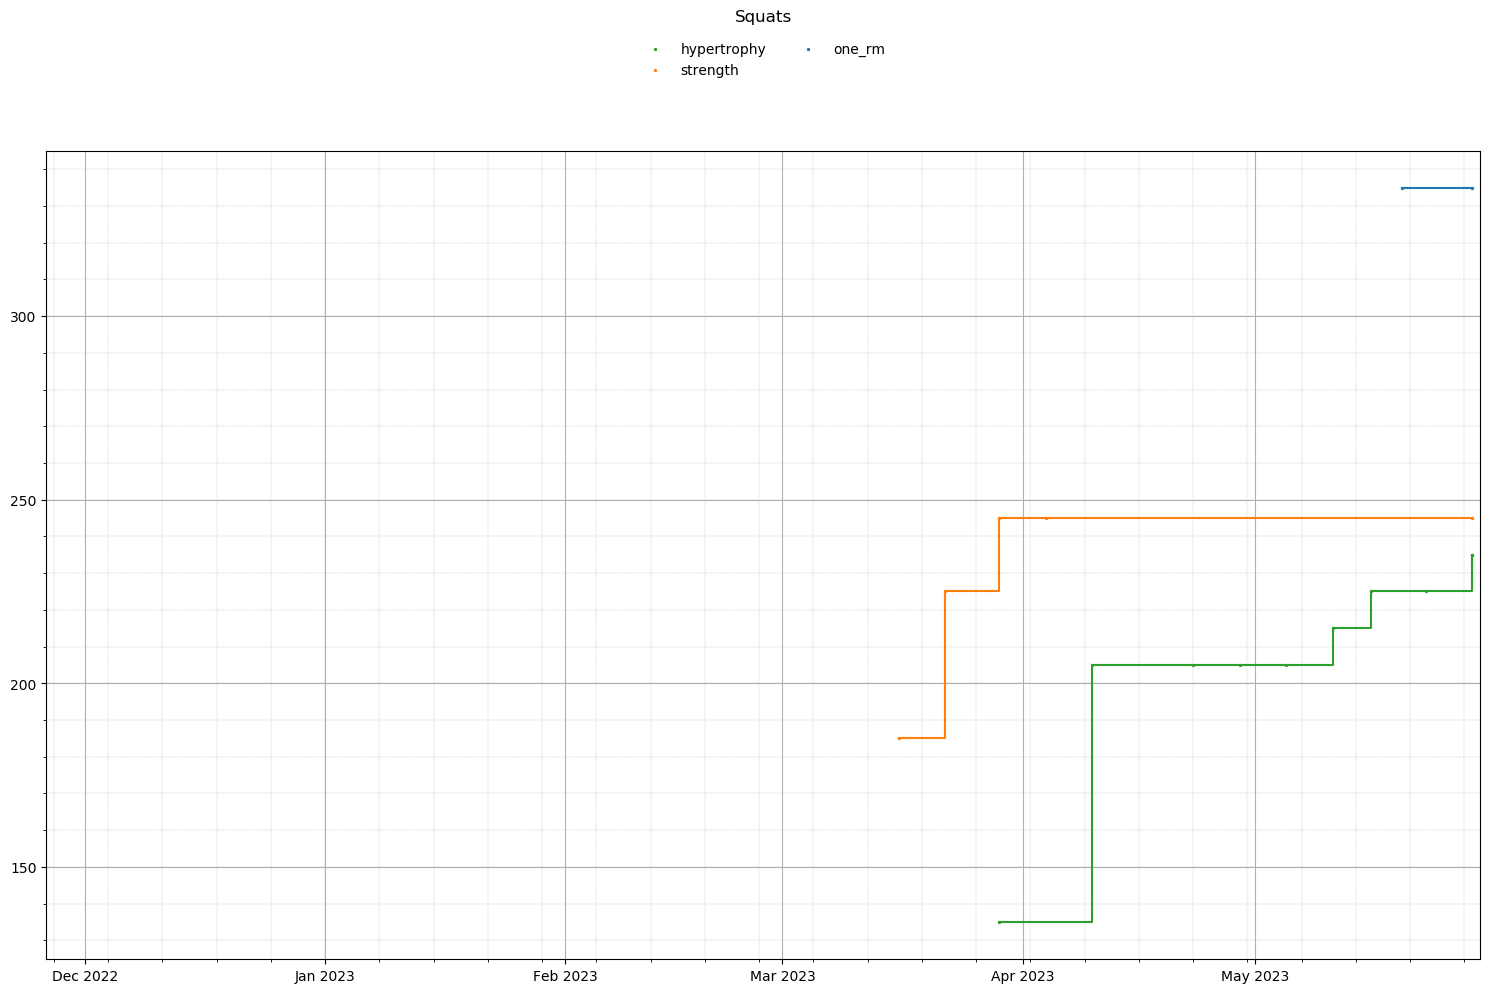 Squats
hypertrophy
one_rm
strength
300
250
200
150
Dec 2022
Jan 2023
Feb 2023
Mar 2023
Apr 2023
May 2023